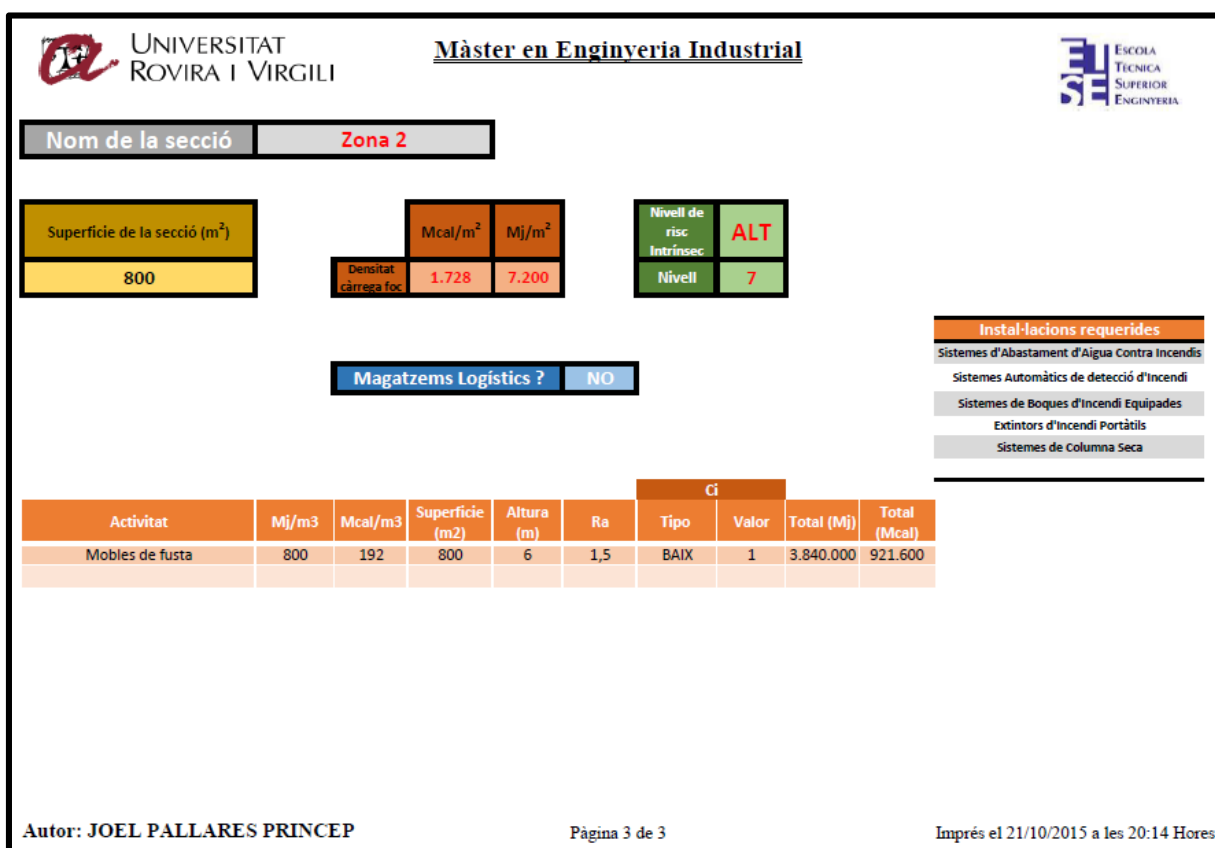 UNIVERSITAT
ROVIRA I VIRGILI
Màster en Enginyeria Industrial
ESCOLA
TÈCNICA
SUPERIOR
ENGINYERIA
Nom de la secció Zona 2
Superficie de la secció (m²)
800
Mcal/m² Mj/m²
Densitat
càrrega foc
1.728 7.200
Nivell de
risc
Intrínsec
ALT
Nivell 7
Magatzems Logístics ? NO
Instal·lacions requerides
Sistemes d'Abastament d'Aigua Contra Incendis
Sistemes Automàtics de detecció d'Incendi
Sistemes de Boques d'Incendi Equipades
Extintors d'Incendi Portàtils
Sistemes de Columna Seca
Ci
Activitat Mj/m3 Mcal/m3 Superfície (m2) Altura (m) Ra Tipo Valor Total (Mj) Total (Mcal)
Mobles de fusta 800 192 800 6 1,5 BAIX 1 3.840.000 921.600
Autor: JOEL PALLARES PRINCEP Pàgina 3 de 3 Imprés el 21/10/2015 a les 20:14 Hores